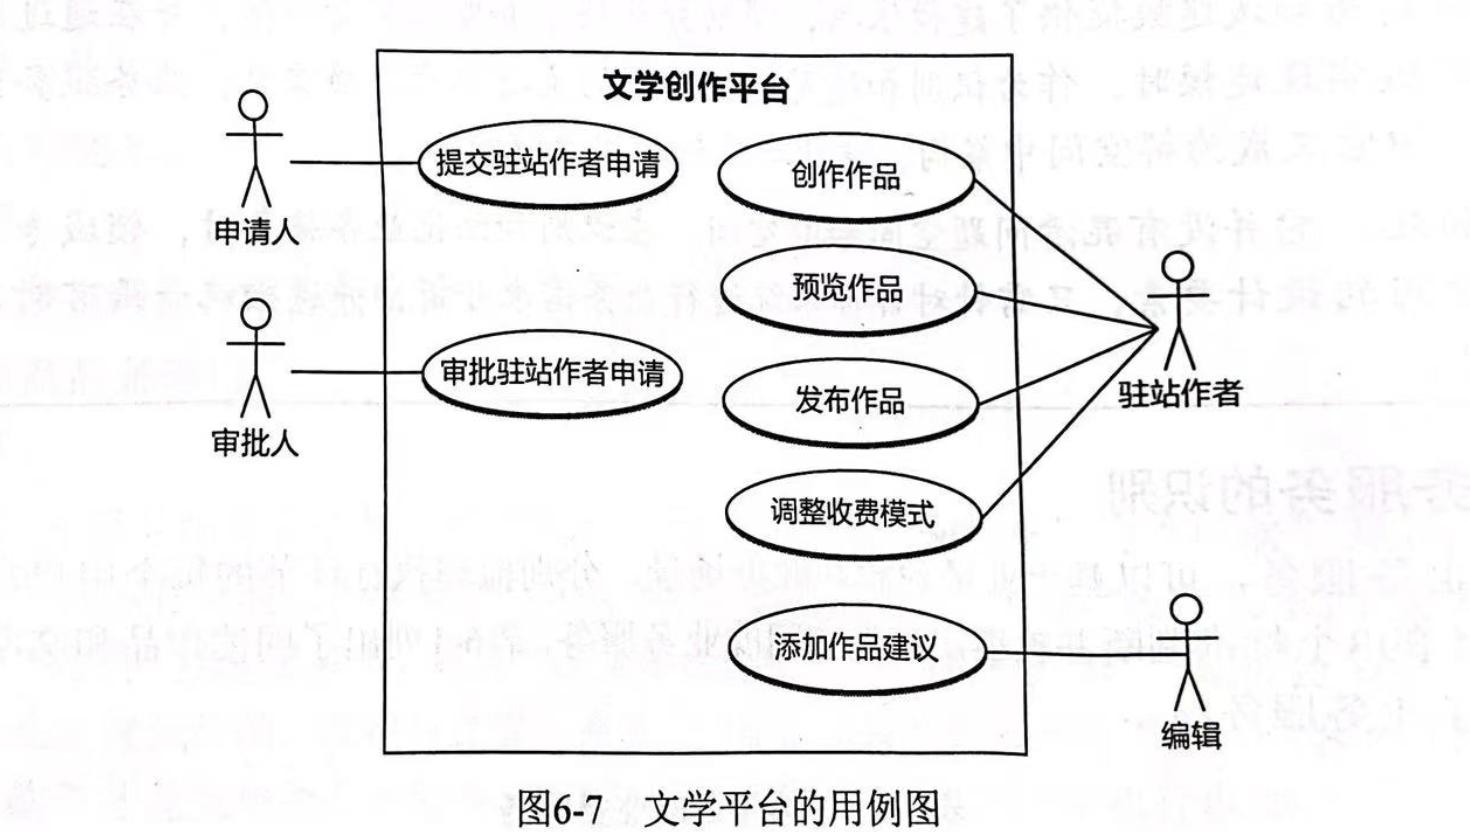 文学创作平台
提交驻站作者申请
创作作品
申请人
预览作品
审批驻站作者申请
驻站作者
审批人
发布作品
调整收费模式
添加作品建议
编辑
图6-7 文学平台的用例图